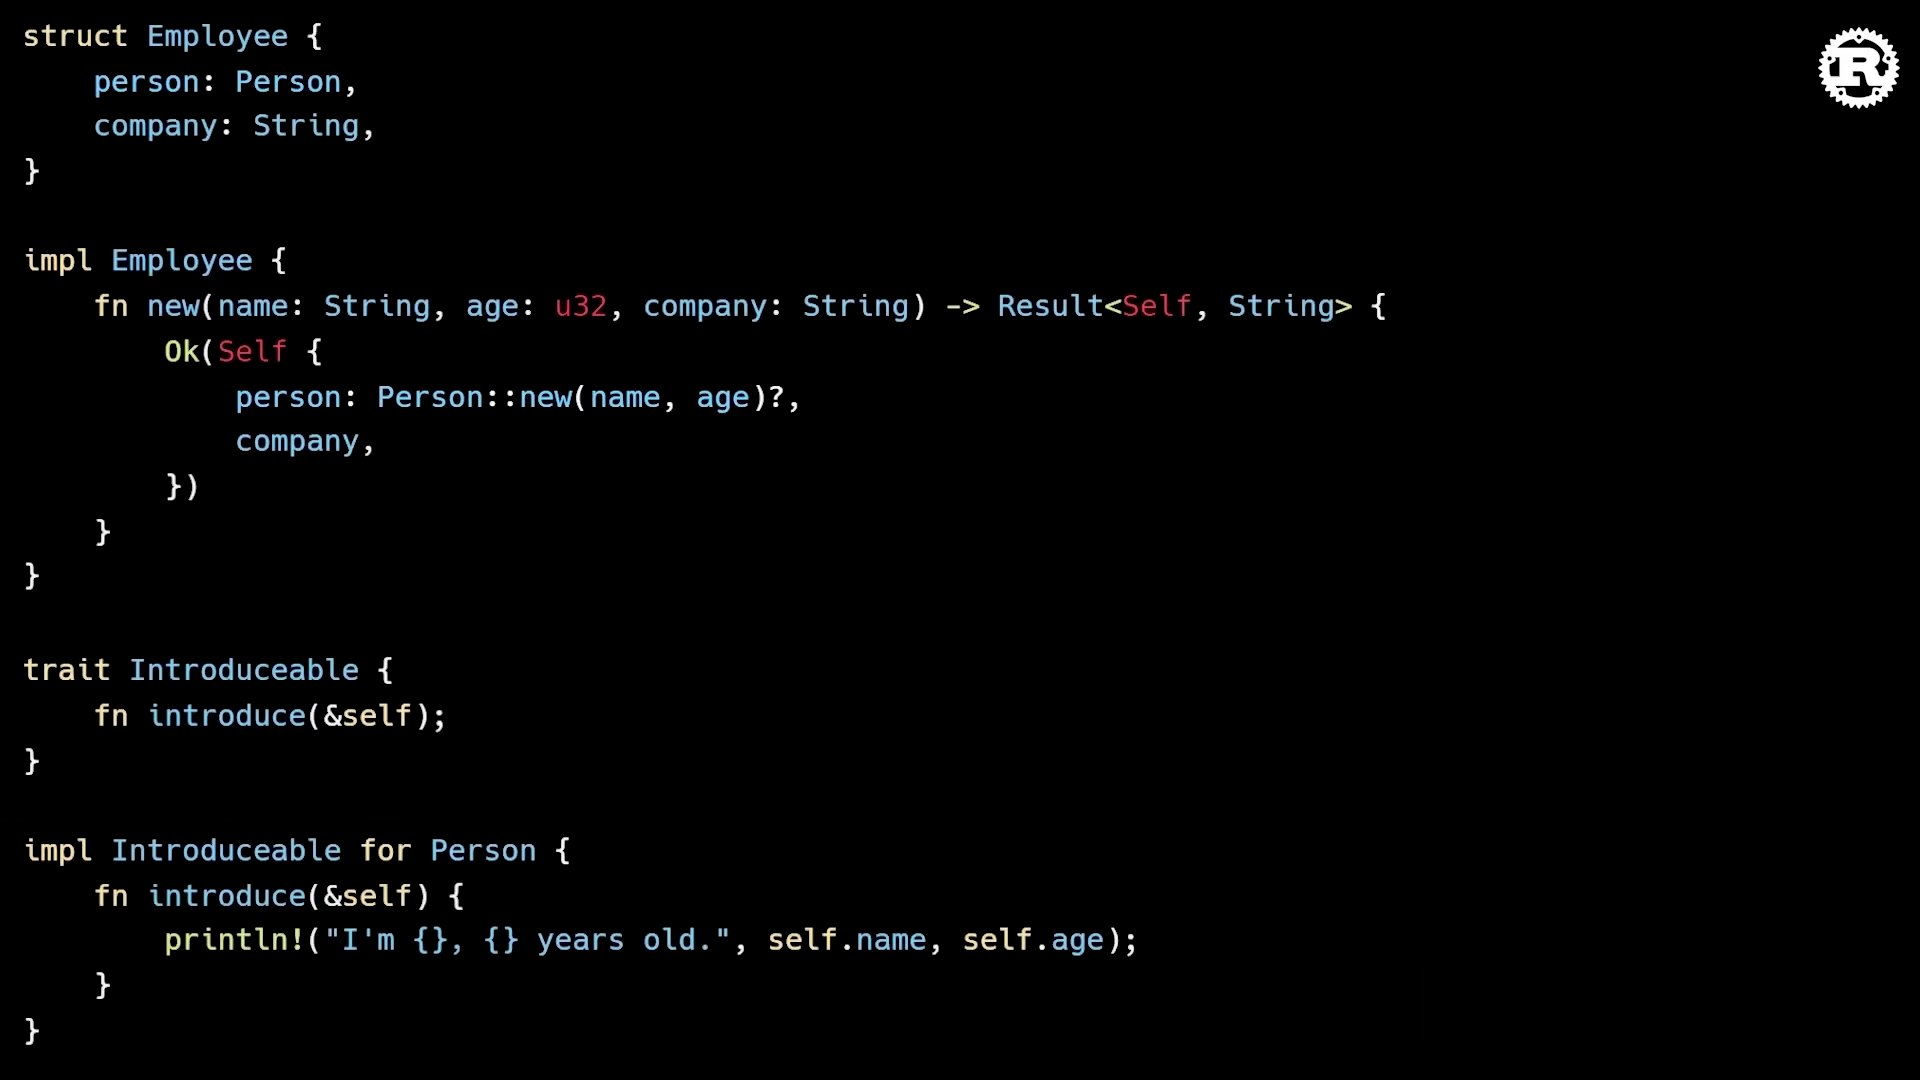 struct Employee {
    person: Person,
    company: String,
}

impl Employee {
    fn new(name: String, age: u32, company: String) -> Result<Self, String> {
        Ok(Self {
            person: Person::new(name, age)?,
            company,
        })
    }
}

trait Introduceable {
    fn introduce(&self);
}

impl Introduceable for Person {
    fn introduce(&self) {
        println!("I'm {}, {} years old.", self.name, self.age);
    }
}
R